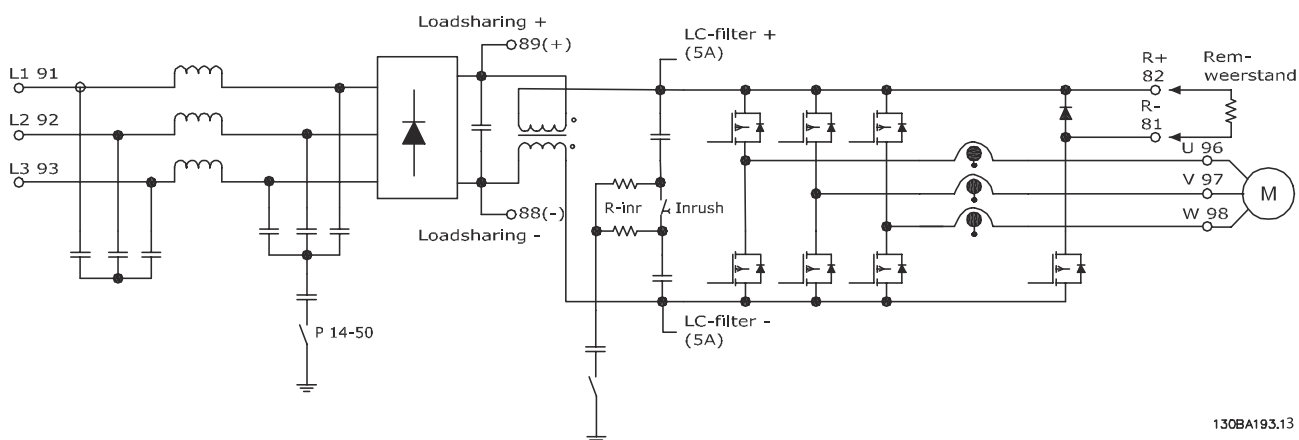 Loadsharing +
89(+)
LC-filter +
(5A)
R+
82
Rem-
weerstand
L1 91
R-
81
L2 92
U 96
L3 93
V 97
M
R-inr
Inrush
88(-)
W 98
Loadsharing -
LC-filter -
(5A)
P 14-50
130BA193.13